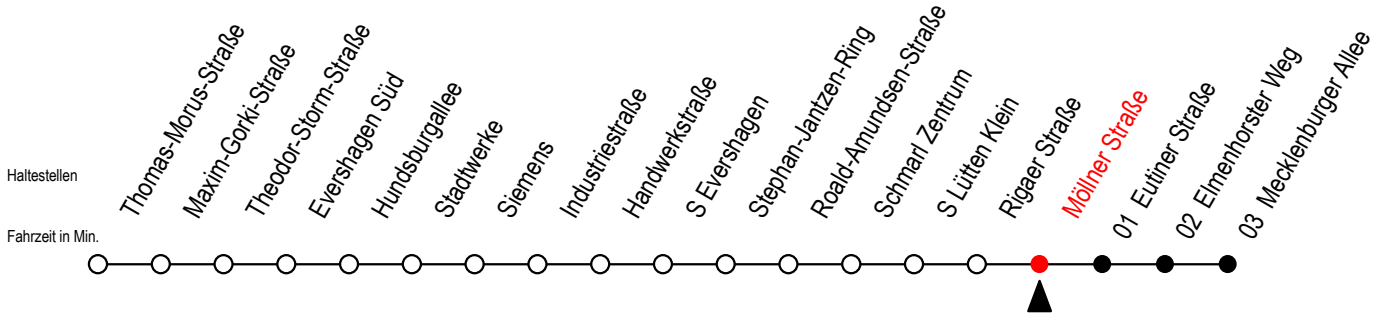 Haltestellen
Thomas-Morus-Straße
Maxim-Gorki-Straße
Theodor-Storm-Straße
Evershagen Süd
Hundsburgallee
Stadtwerke
Siemens
Industriestraße
Handwerkstraße
S Evershagen
Stephan-Jantzen-Ring
Roald-Amundsen-Straße
Schmarl Zentrum
S Lütten Klein
Rigaer Straße
Möllner Straße
01 Eutiner Straße
02 Elmenhorster Weg
03 Mecklenburger Allee
Fahrzeit in Min.